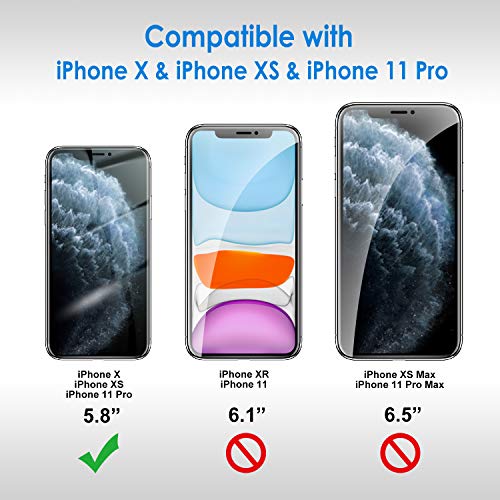 Compatible with
iPhone X & iPhone XS & iPhone 11 Pro
iPhone X
iPhone XS
iPhone 11 Pro
5.8”
iPhone XR
iPhone 11
6.1”
iPhone XS Max
iPhone 11 Pro Max
6.5”